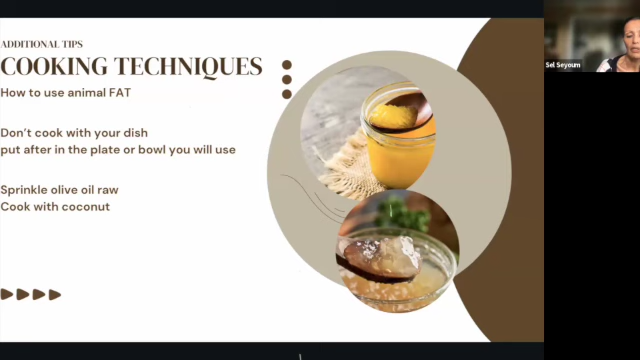 ADDITIONAL TIPS
COOKING TECHNIQUES
How to use animal FAT
Don't cook with your dish
put after in the plate or bowl you will use
Sprinkle olive oil raw
Cook with coconut
Sel Seyoum